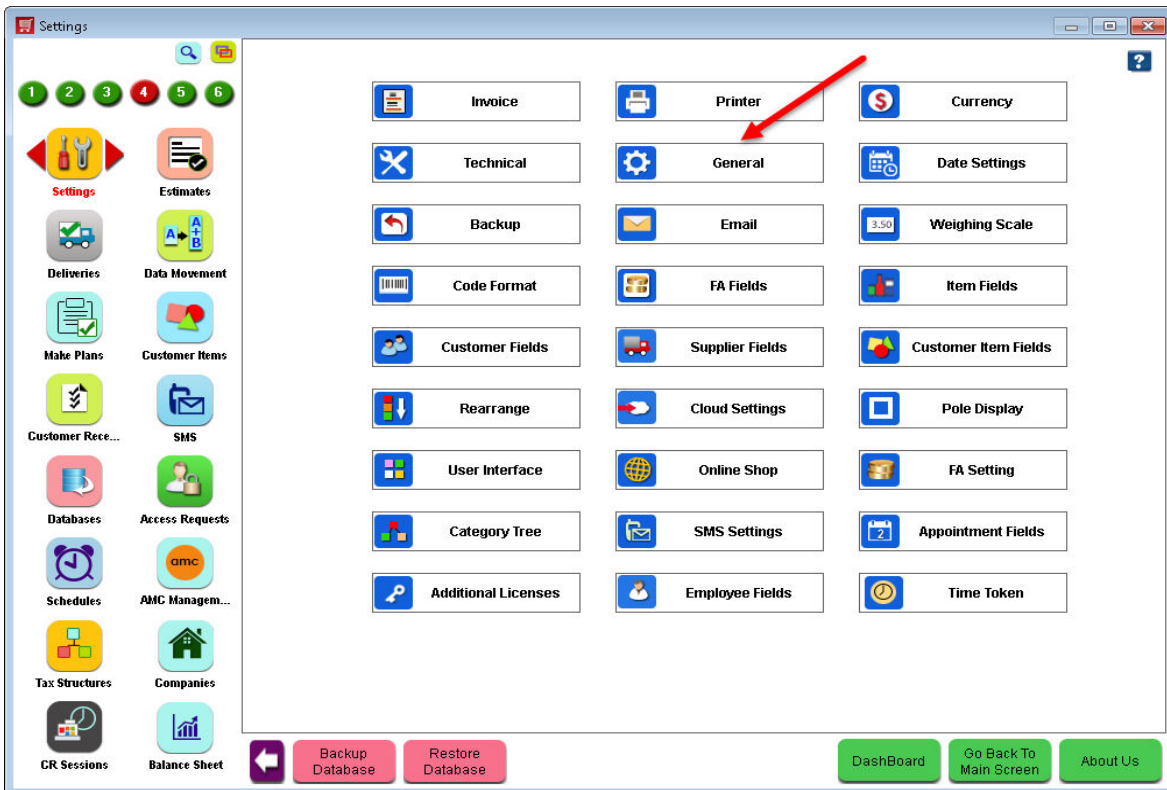 Settings
?
1 2 3 4 5 6
Settings
Estimates
Deliveries
A
A
+
B
Data Movement
Make Plans
Customer Items
Customer Rece...
SMS
Databases
Access Requests
Schedules
amc
AMC Managem...
Tax Structures
Companies
CR Sessions
Balance Sheet
Invoice
Printer
$
Currency
Technical
General
Date Settings
Backup
Email
3.50
Weighing Scale
Code Format
FA Fields
Item Fields
Customer Fields
Supplier Fields
Customer Item Fields
Rearrange
Cloud Settings
Pole Display
User Interface
Online Shop
FA Setting
Category Tree
SMS Settings
2
Appointment Fields
Additional Licenses
Employee Fields
Time Token
Backup
Database
Restore
Database
DashBoard
Go Back To
Main Screen
About Us